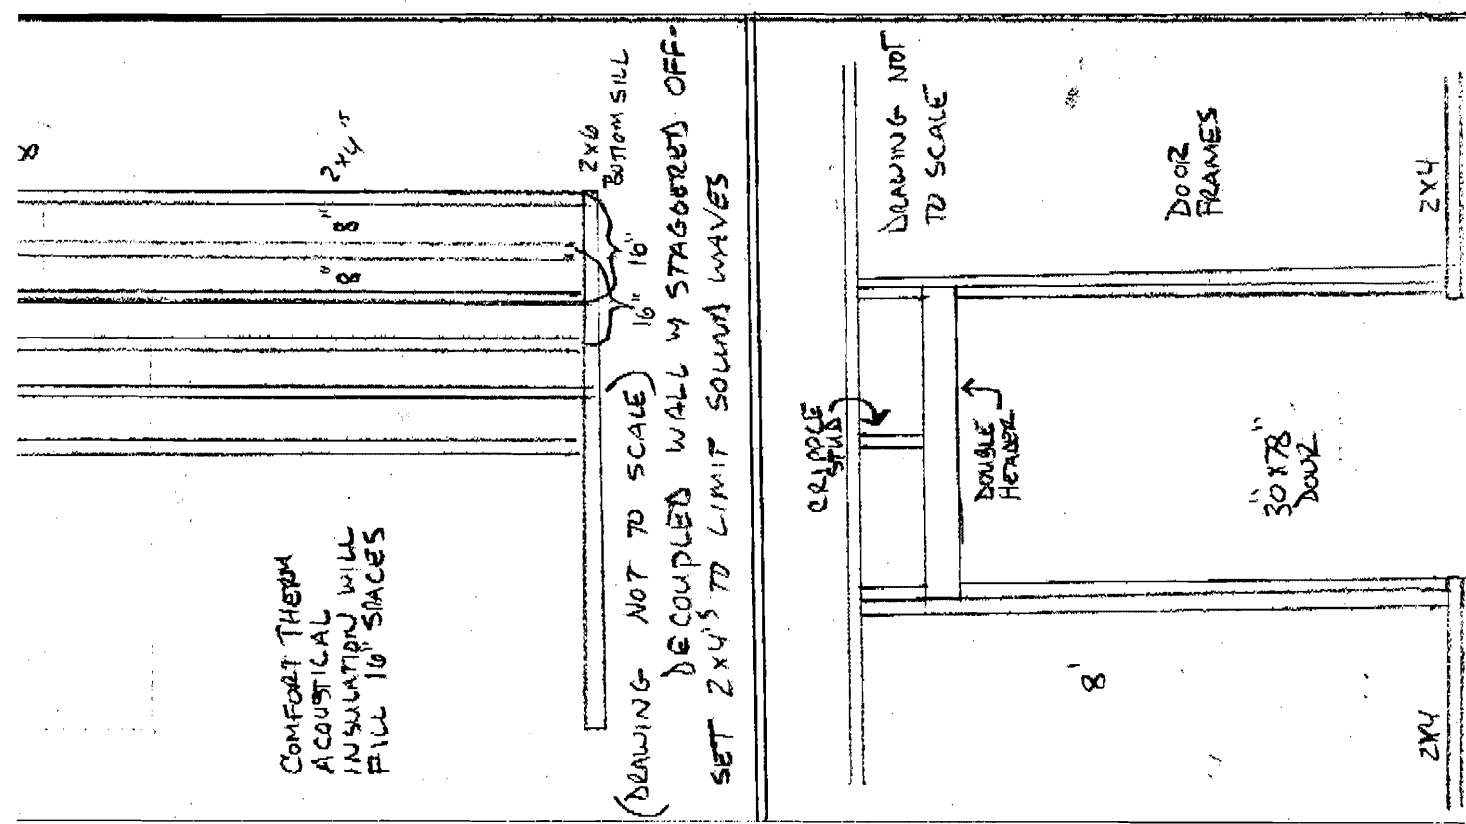 8
COMFORT THERM
ACOUSTICAL
INSULATION WILL
FILL 16" SPACES
2x4'S
8" 8"
2x6
BOTTOM SILL
16" 16"
(DRAWING NOT TO SCALE)
DECOUPLED WALL W STAGGERED OFF-
SET 2x4'S TO LIMIT SOUND WAVES
DRAWING NOT
TO SCALE
CRIPPLE
STUD
DOUBLE
HEADER
8'
DOOR
FRAMES
"30x78"
DOOR
2x4
2x4